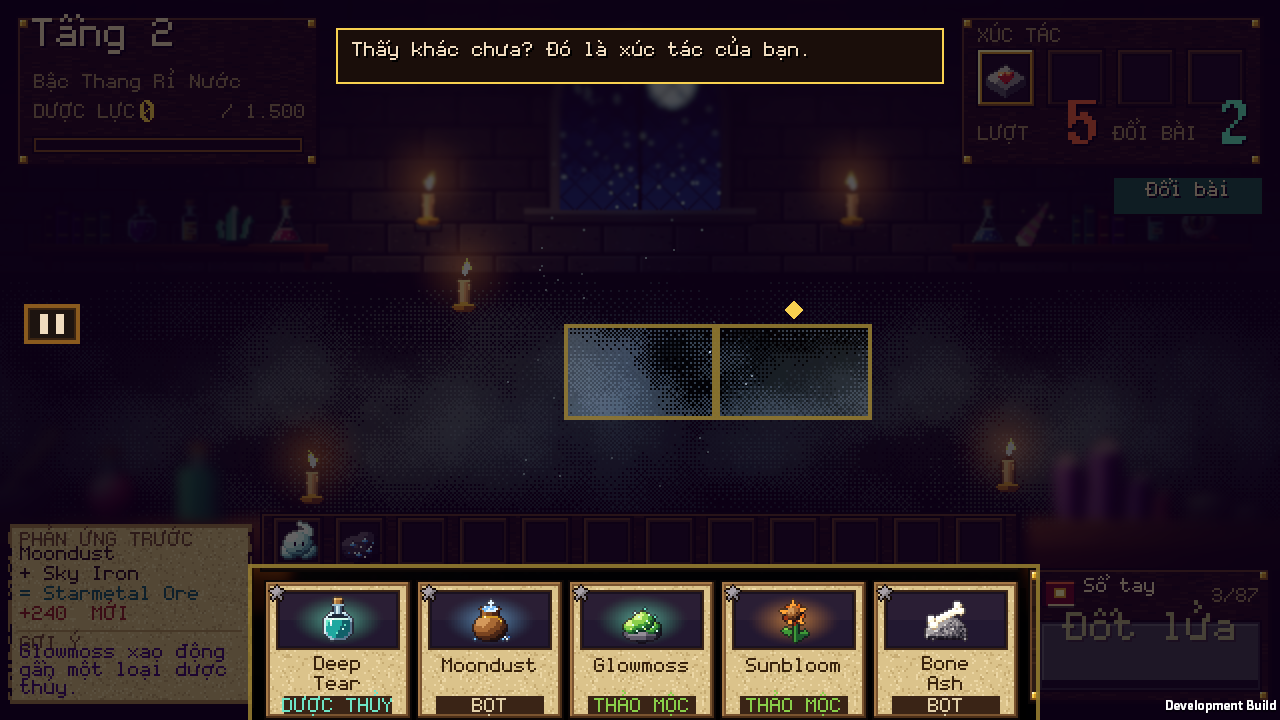 Tầng 2
Bậc Thang Rỉ Nước
DƯỢC LỰC 0 / 1.500
Thấy khác chưa? Đó là xúc tác của bạn.
XÚC TÁC
LƯỢT 5 ĐỔI BÀI 2
Đổi bài
PHẢN ỨNG TRƯỚC
Moondust
+ Sky Iron
= Starmetal Ore
+240 MỚI
GỢI Ý
Glowmoss xao động
gần một loại dược
thủy.
Deep
Tear
DƯỢC THỦY
Moondust
BỘT
Glowmoss
THẢO MỘC
Sunbloom
THẢO MỘC
Bone
Ash
BỘT
Sổ tay
3/87
Đốt lửa
Development Build